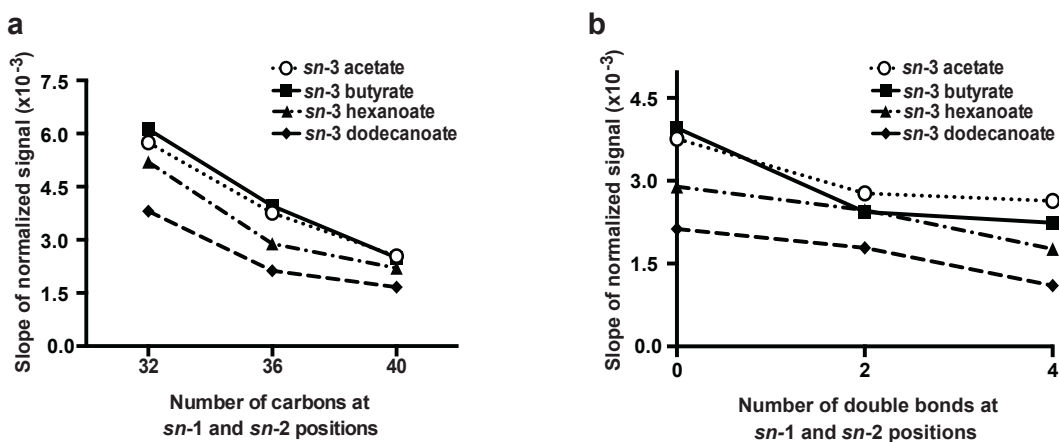 a
Slope of normalized signal (x10⁻³)
7.5
6.0
4.5
3.0
1.5
0.0
32
36
40
sn-3 acetate
sn-3 butyrate
sn-3 hexanoate
sn-3 dodecanoate
Number of carbons at
sn-1 and sn-2 positions
b
Slope of normalized signal (x10⁻³)
4.5
3.0
1.5
0.0
0
2
4
sn-3 acetate
sn-3 butyrate
sn-3 hexanoate
sn-3 dodecanoate
Number of double bonds at
sn-1 and sn-2 positions